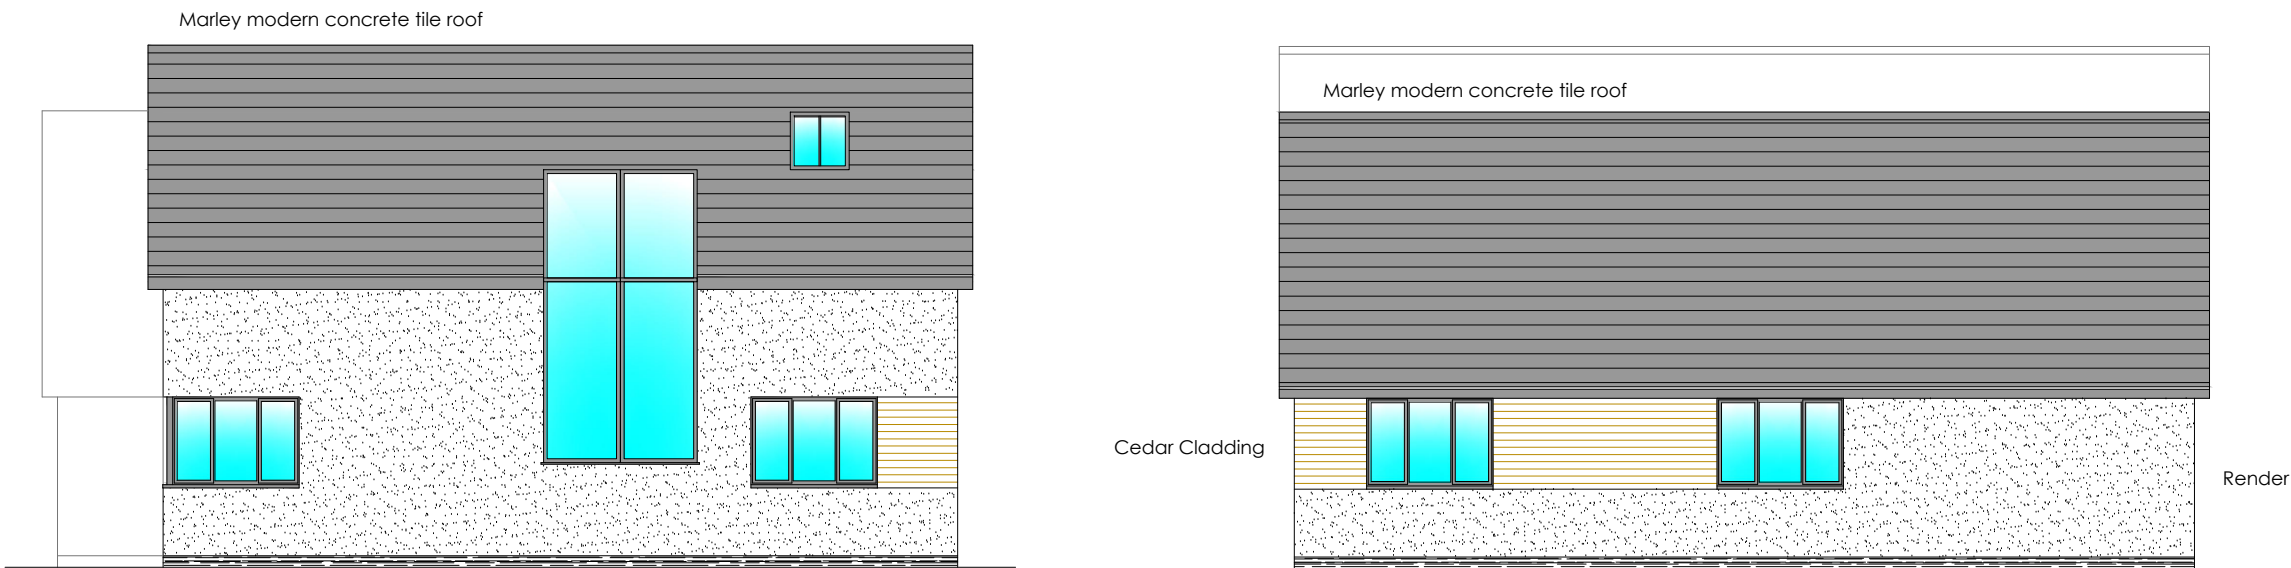 Marley modern concrete tile roof
Marley modern concrete tile roof
Cedar Cladding
Render